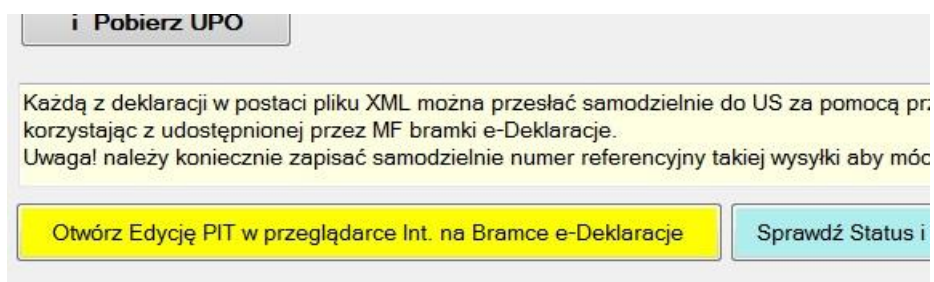 i Pobierz UPO
Każdą z deklaracji w postaci pliku XML można przesłać samodzielnie do US za pomocą
korzystając z udostępnionej przez MF bramki e-Deklaracje.
Uwaga! należy koniecznie zapisać samodzielnie numer referencyjny takiej wysyłki aby móc
Otwórz Edycję PIT w przeglądarce Int. na Bramce e-Deklaracje
Sprawdź Status i